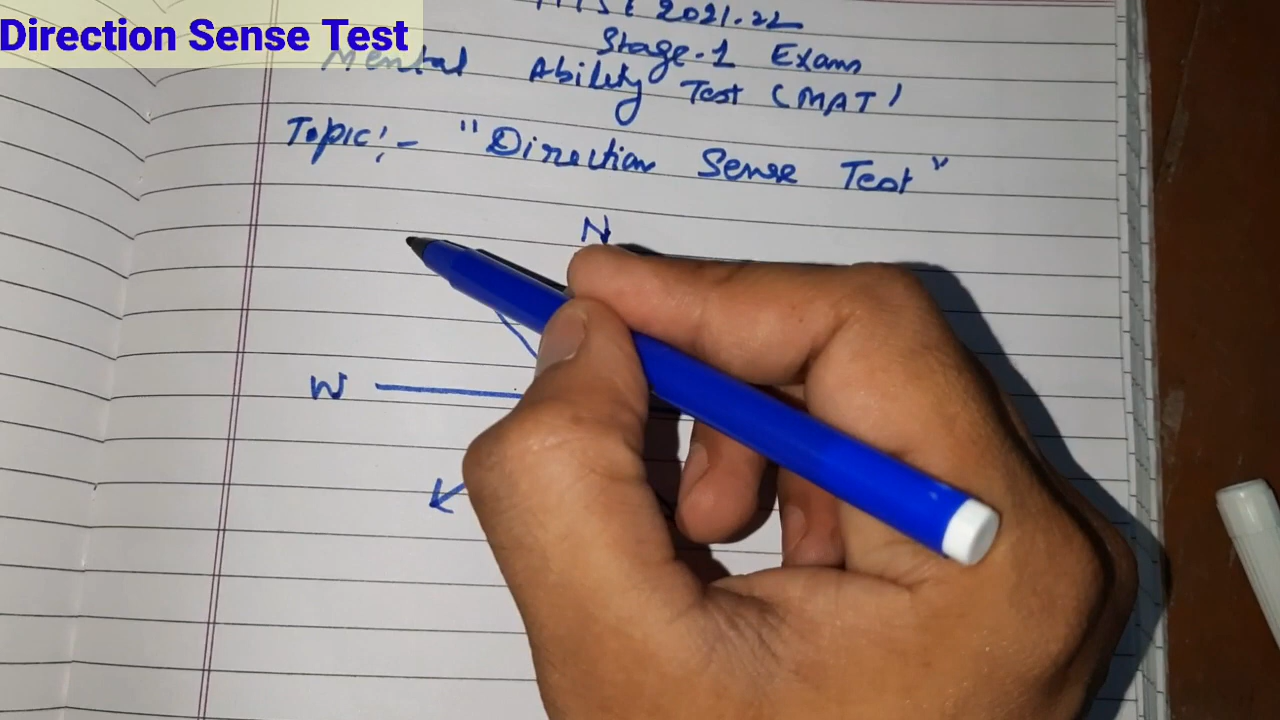 Direction Sense Test
2021.22
Stage-1 Exam
Mental Ability Test (MAT)
Topic:- "Direction Sense Test"
N
W